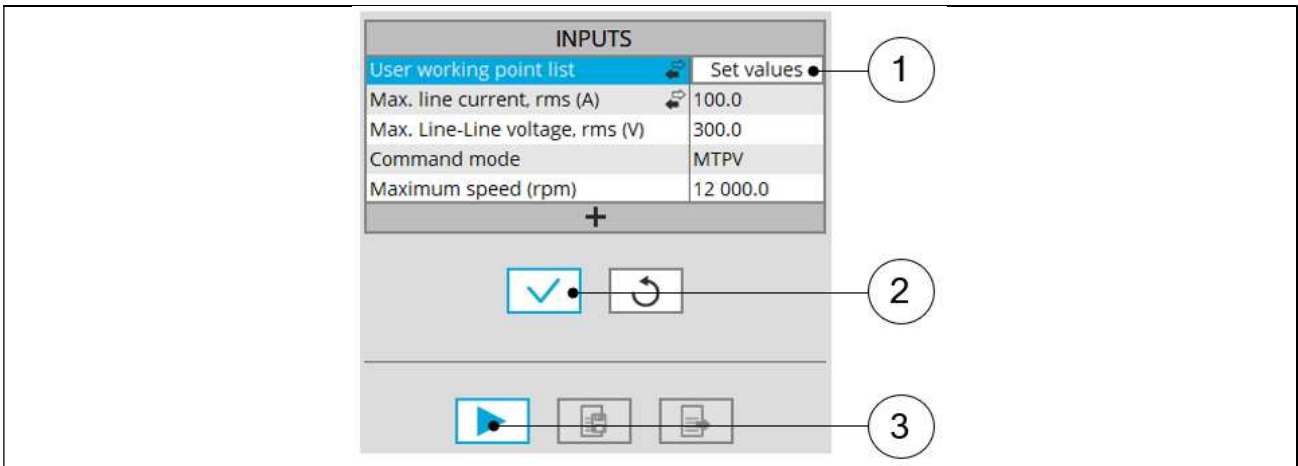 INPUTS
User working point list Set values
Max. line current, rms (A) 100.0
Max. Line-Line voltage, rms (V) 300.0
Command mode MTPV
Maximum speed (rpm) 12 000.0
+
1
2
3